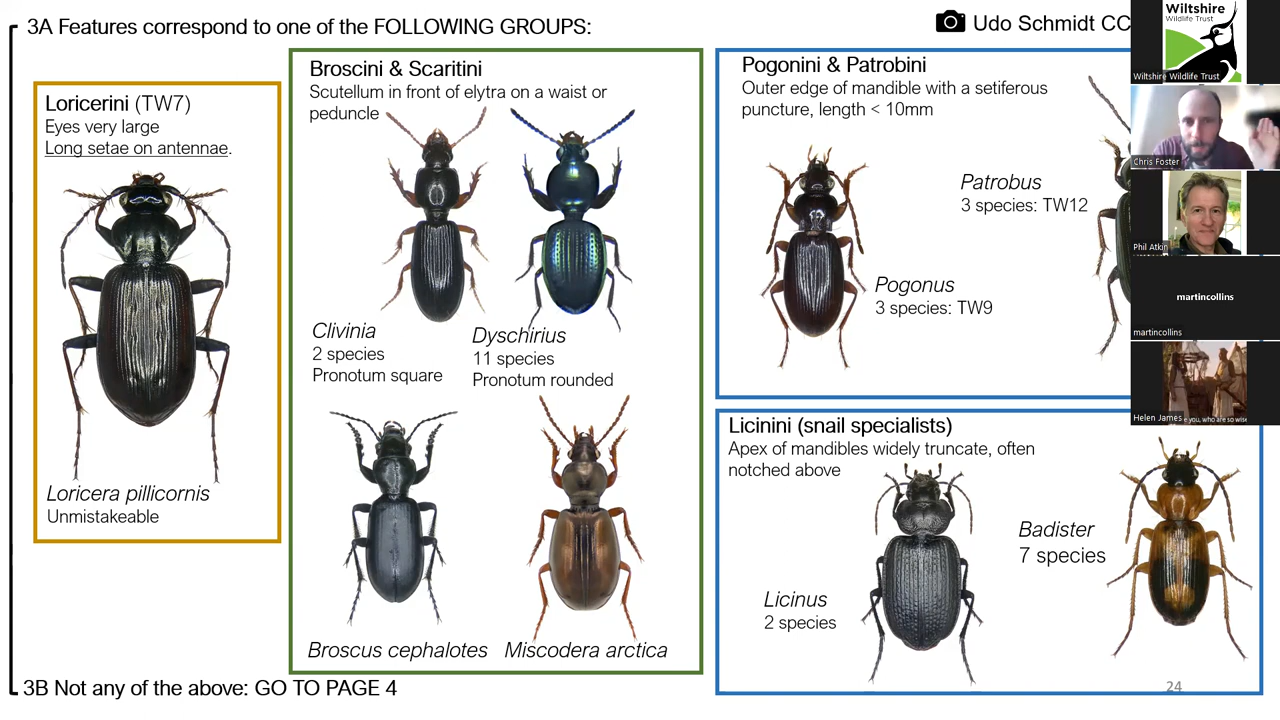 3A Features correspond to one of the FOLLOWING GROUPS:
Udo Schmidt CC
Loricerini (TW7)
Eyes very large
Long setae on antennae.
Loricera pillicornis
Unmistakeable
Broscini & Scaritini
Scutellum in front of elytra on a waist or
peduncle
Clivinia
2 species
Pronotum square
Dyschirius
11 species
Pronotum rounded
Broscus cephalotes
Miscodera arctica
Pogonini & Patrobini
Outer edge of mandible with a setiferous
puncture, length < 10mm
Patrobus
3 species: TW12
Pogonus
3 species: TW9
Licinini (snail specialists)
Apex of mandibles widely truncate, often
notched above
Licinus
2 species
Badister
7 species
3B Not any of the above: GO TO PAGE 4
24
Wiltshire
Wildlife Trust
Wiltshire Wildlife Trust
Chris Foster
Phil Atkin
martincollins
martincollins
Helen James
e you, who are so wise